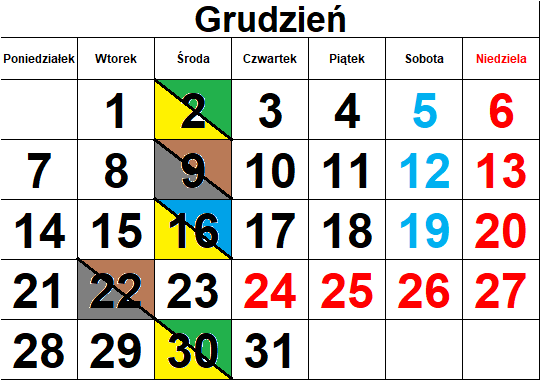 Grudzień
Poniedziałek Wtorek Środa Czwartek Piątek Sobota Niedziela
1 2 3 4 5 6
7 8 9 10 11 12 13
14 15 16 17 18 19 20
21 22 23 24 25 26 27
28 29 30 31